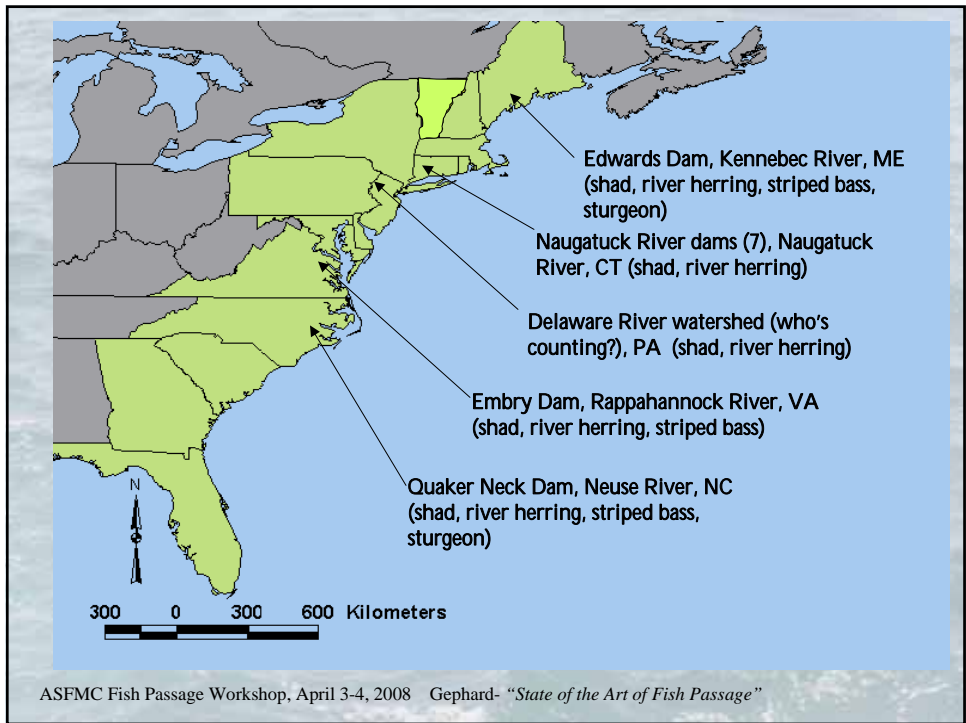 Edwards Dam, Kennebec River, ME
(shad, river herring, striped bass,
sturgeon)
Naugatuck River dams (7), Naugatuck
River, CT (shad, river herring)
Delaware River watershed (who's
counting?), PA (shad, river herring)
Embry Dam, Rappahannock River, VA
(shad, river herring, striped bass)
Quaker Neck Dam, Neuse River, NC
(shad, river herring, striped bass,
sturgeon)
N
300 0 300 600 Kilometers
ASFMC Fish Passage Workshop, April 3-4, 2008 Gephard- “State of the Art of Fish Passage”